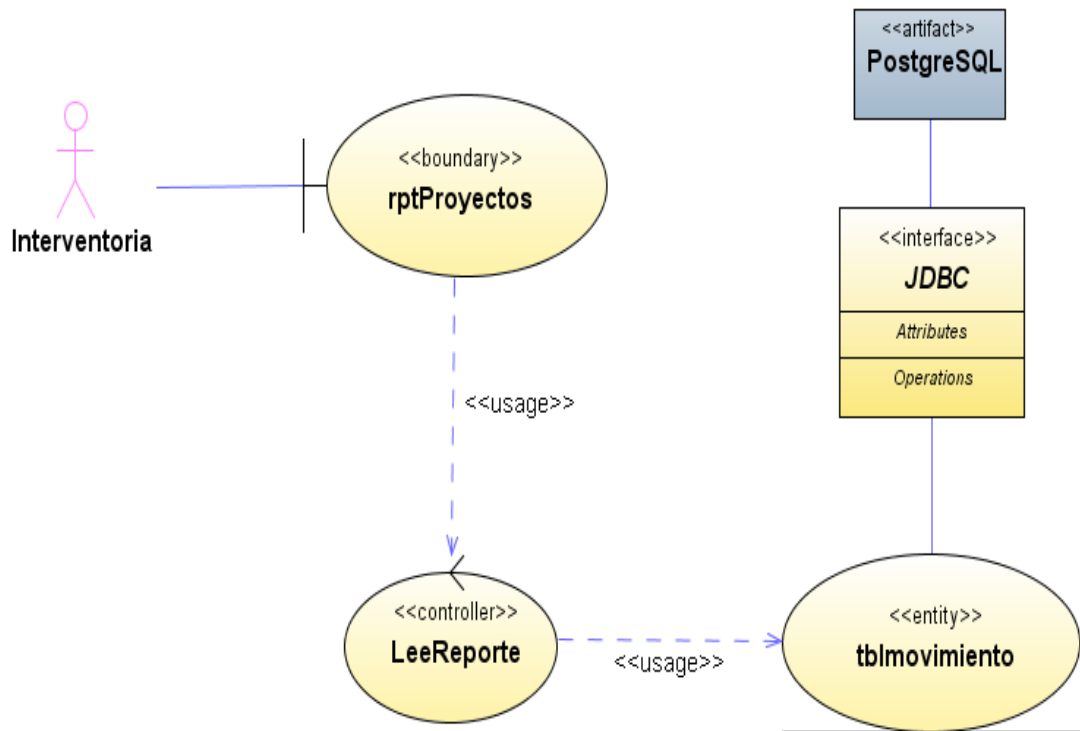 <<artifact>>
PostgreSQL
<<boundary>>
rptProyectos
Interventoria
<<interface>>
JDBC
Attributes
Operations
<<usage>>
<<controller>>
LeeReporte
<<usage>>
<<entity>>
tblmovimiento